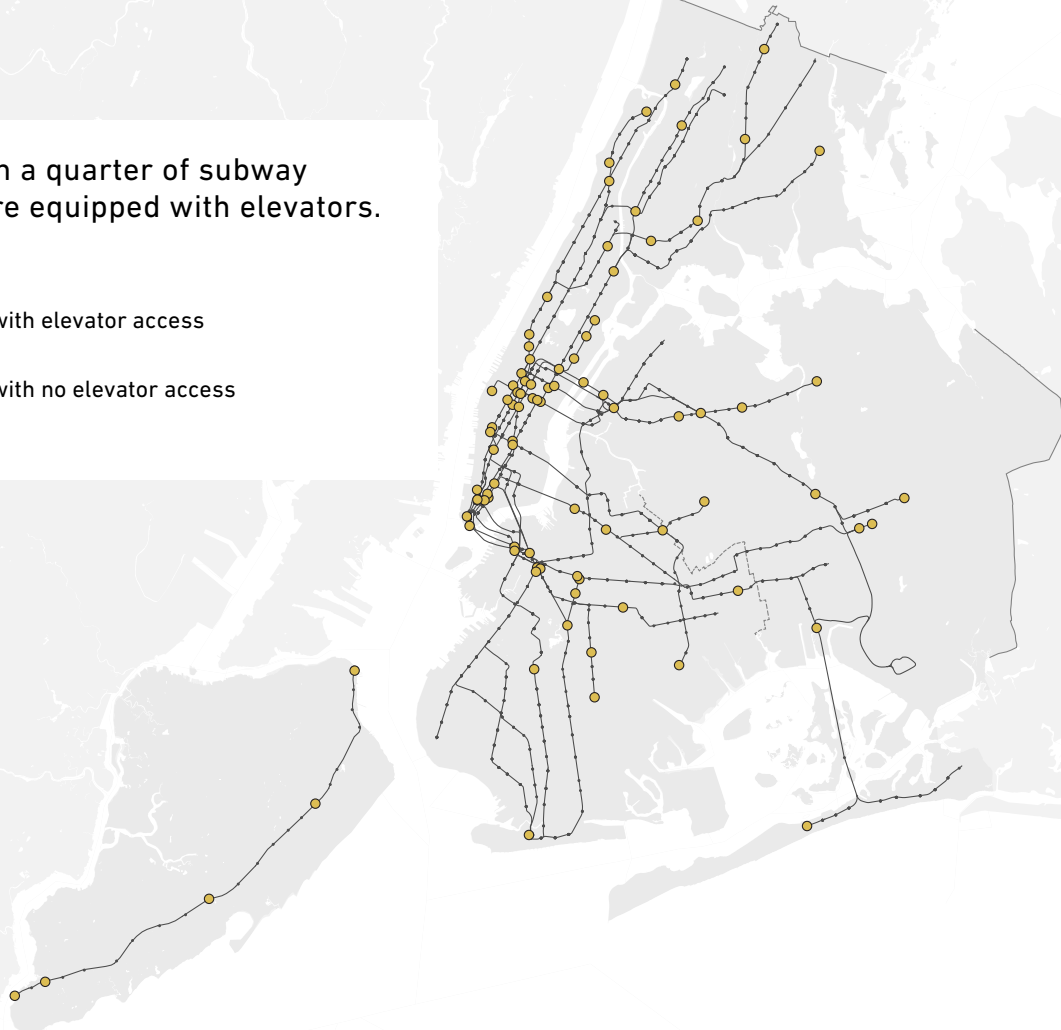 n a quarter of subway
re equipped with elevators.
with elevator access
with no elevator access